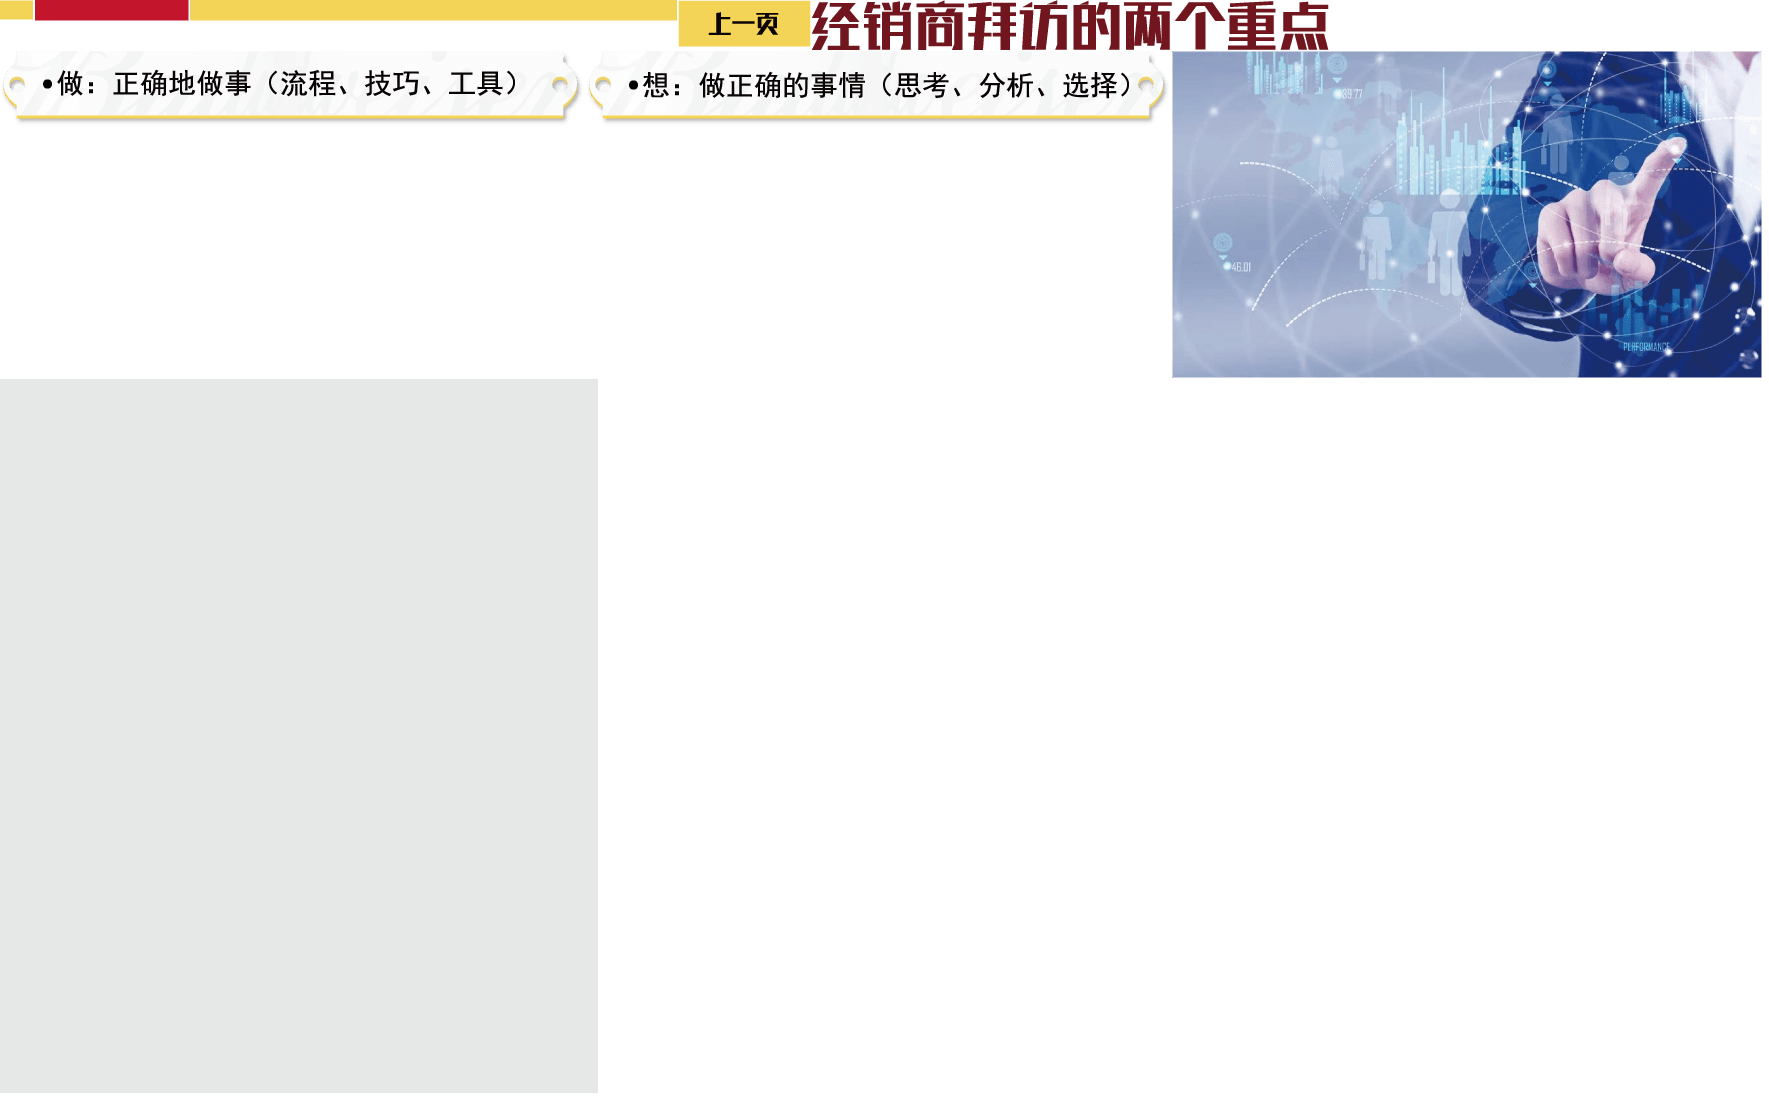 上一页
经销商拜访的两个重点
•做：正确地做事（流程、技巧、工具）
•想：做正确的事情（思考、分析、选择）
39.77
46.01
PERFORMANCE